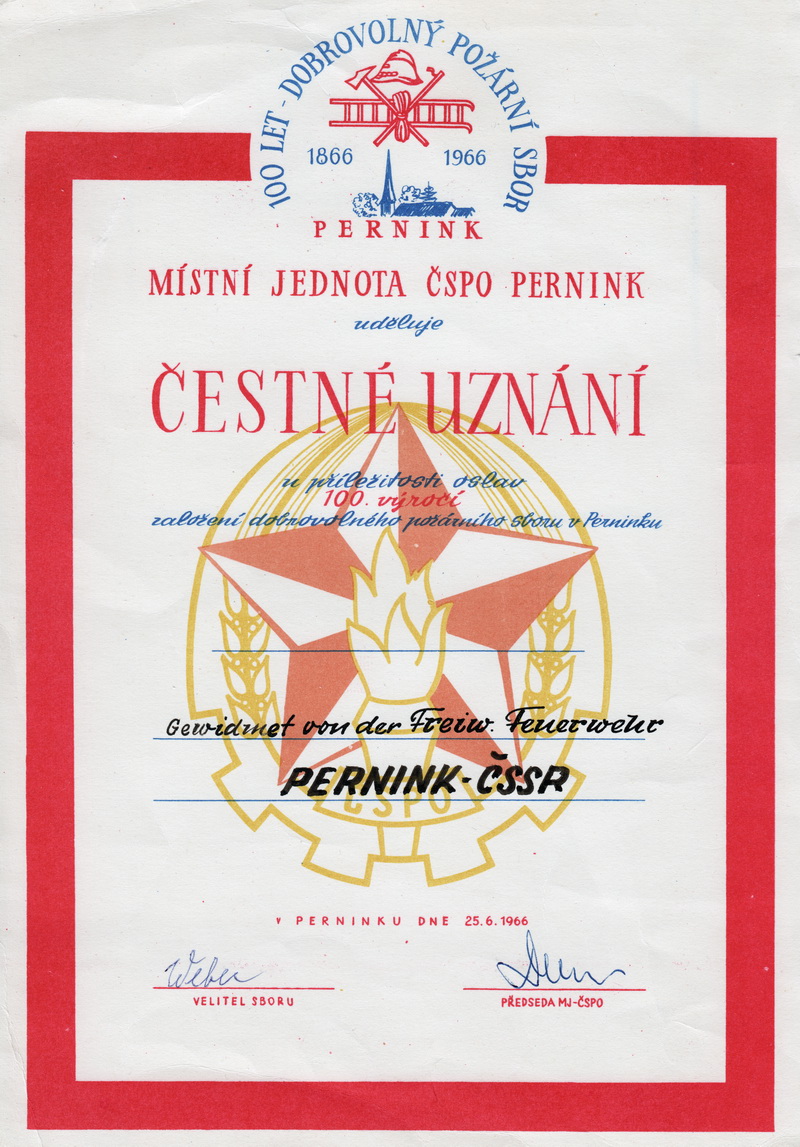 100 LET - DOBROVOLNÝ POŽÁRNÍ SBOR
1866 1966
PERNINK
MÍSTNÍ JEDNOTA ČSPO PERNINK
uděluje
ČESTNÉ UZNÁNÍ
u příležitosti oslav
100. výročí
založení dobrovolného požárního sboru v Perninku
Gewidmet von der Freiw. Feuerwehr
PERNINK-ČSSR
ČSPO
V PERNINKU DNE 25.6.1966
Weber
VELITEL SBORU PŘEDSEDA MJ-ČSPO